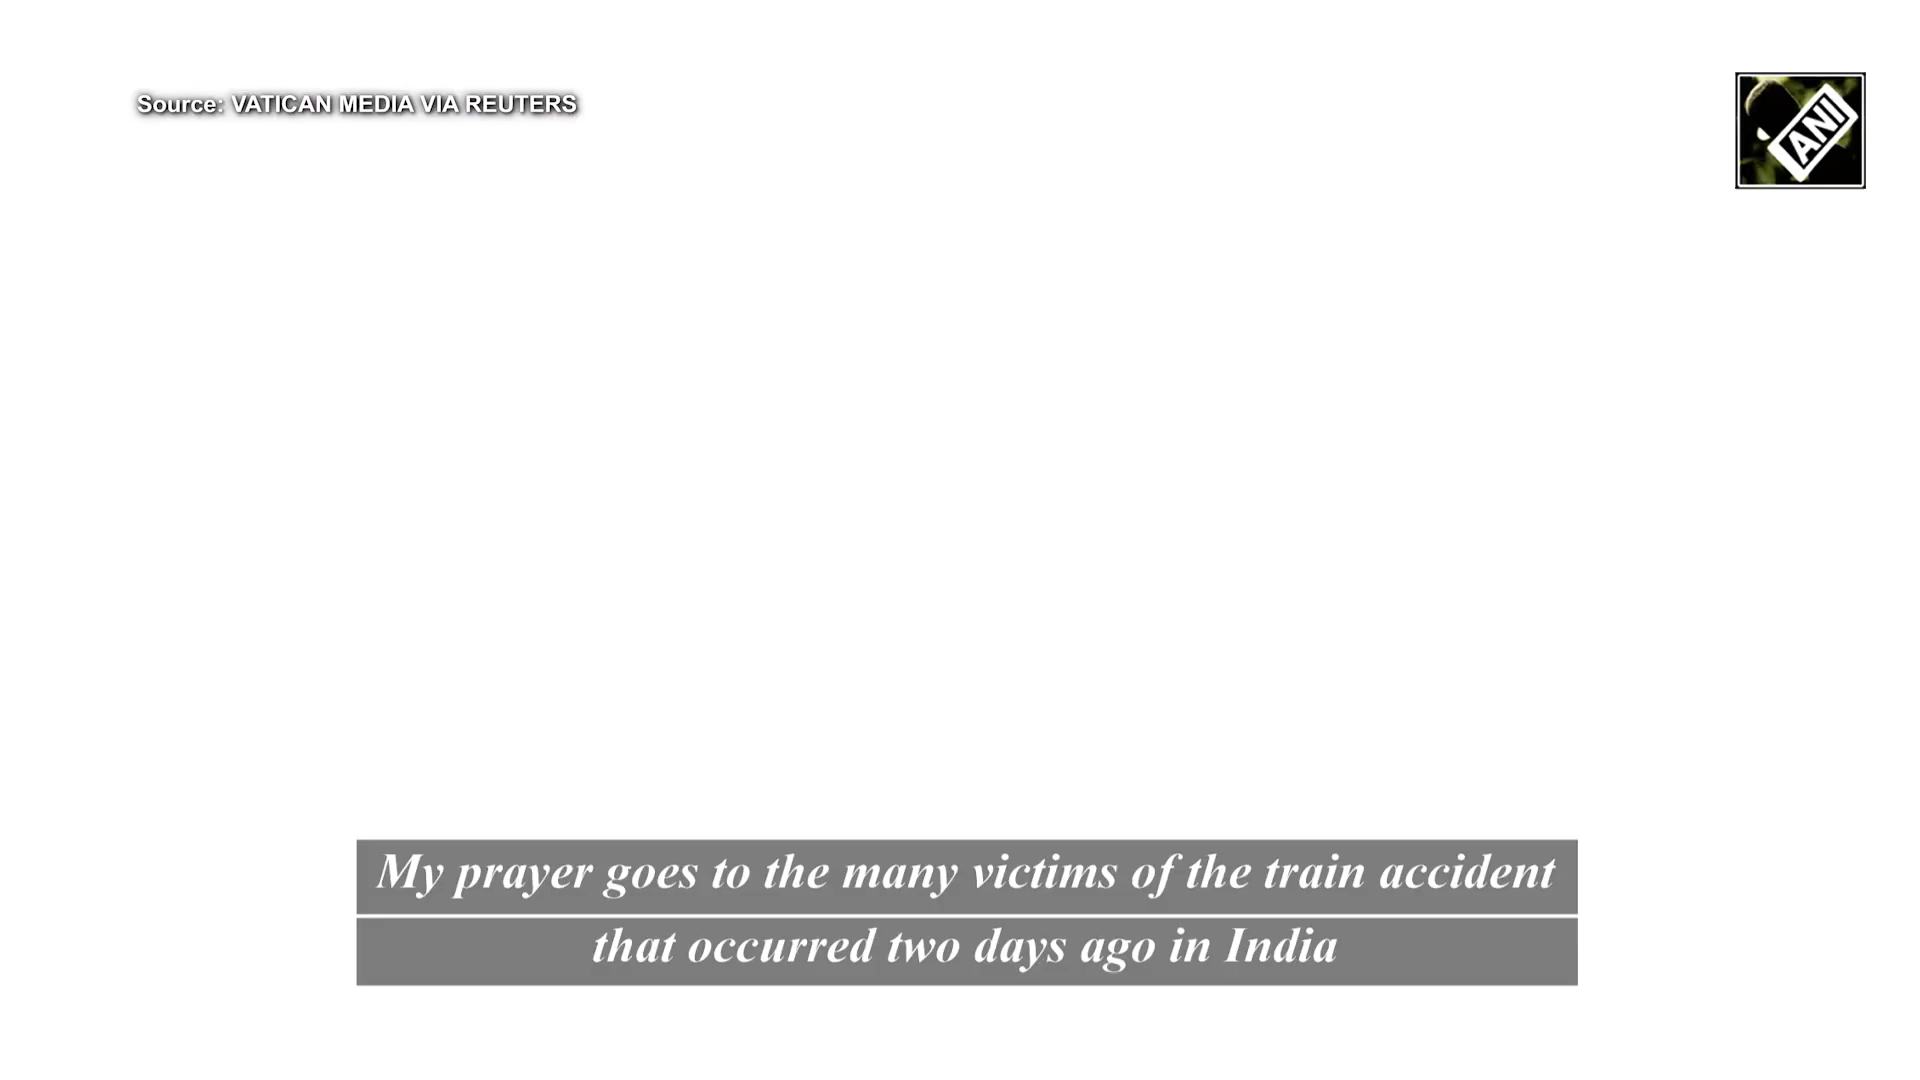 Source: VATICAN MEDIA VIA REUTERS
ANI
My prayer goes to the many victims of the train accident
that occurred two days ago in India